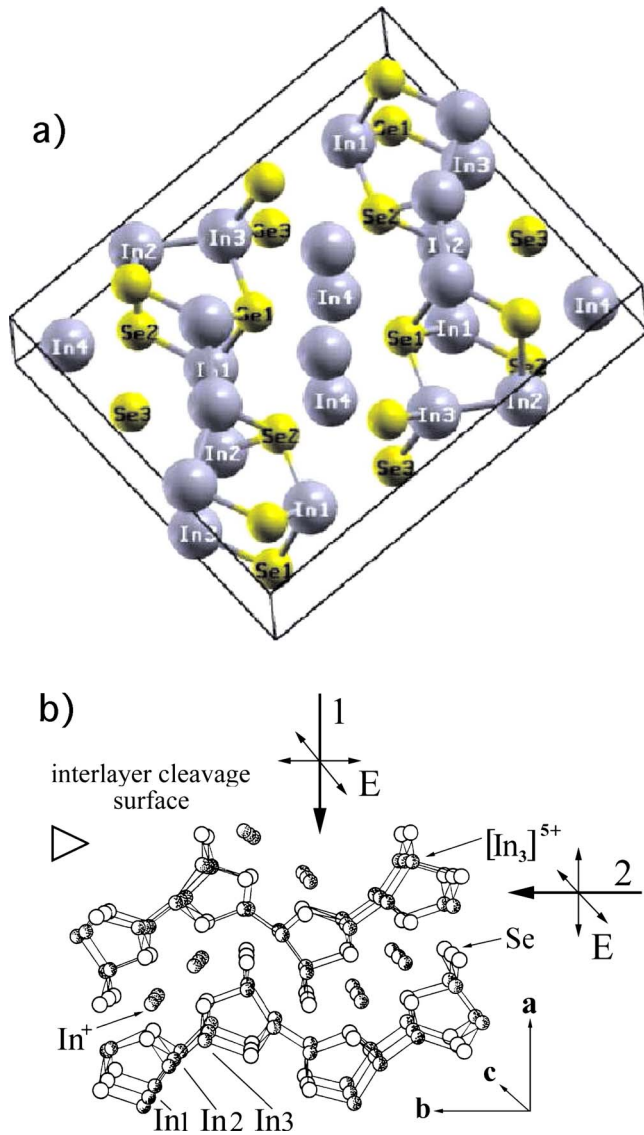 a)
Se1
In1
In3
Se2
In3
Se3
In2
Se3
In2
In4
In4
Se1
In4
Se2
Se1
In1
In1
Se2
In4
In2
Se3
In3
Se2
In2
Se3
In1
In3
Se1
b)
1
interlayer cleavage
surface
E
[In3]5+
2
Se
E
In+
a
c
b
In1 In2 In3